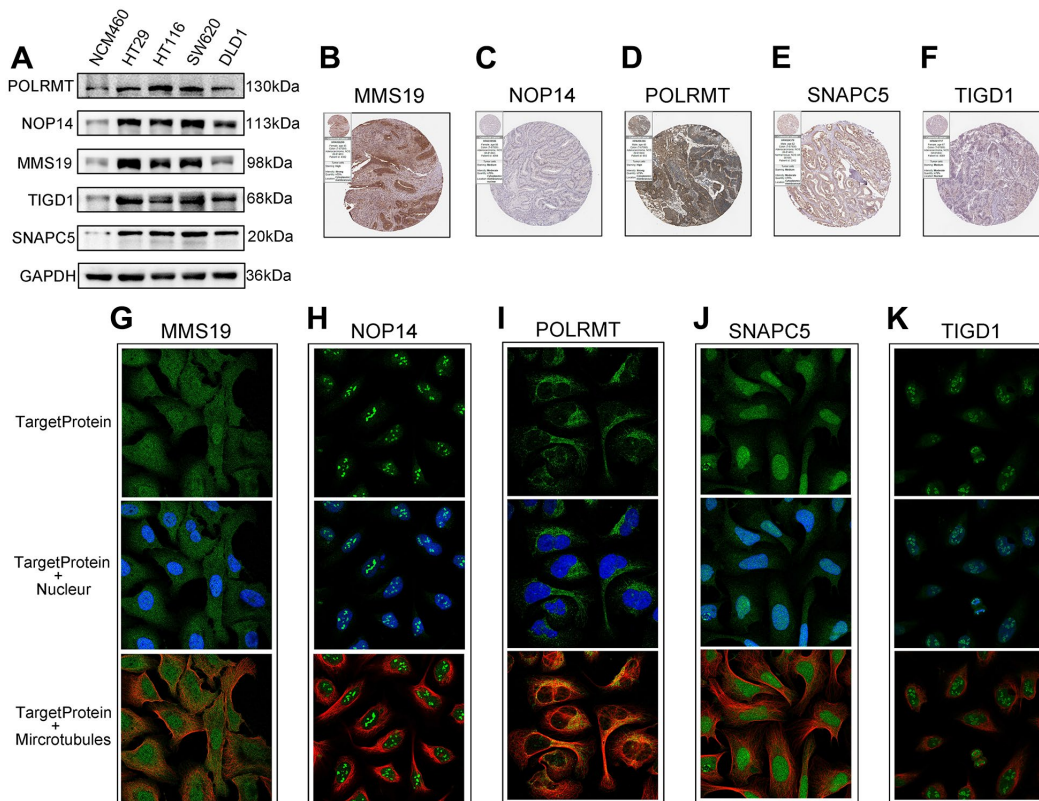 A
NCM460
HT29
HT116
SW620
DLD1
POLRMT
130kDa
NOP14
113kDa
MMS19
98kDa
TIGD1
68kDa
SNAPC5
20kDa
GAPDH
36kDa
B
MMS19
C
NOP14
D
POLRMT
E
SNAPC5
F
TIGD1
G
MMS19
H
NOP14
I
POLRMT
J
SNAPC5
K
TIGD1
TargetProtein
TargetProtein
+
Nucleur
TargetProtein
+
Mircrotubules